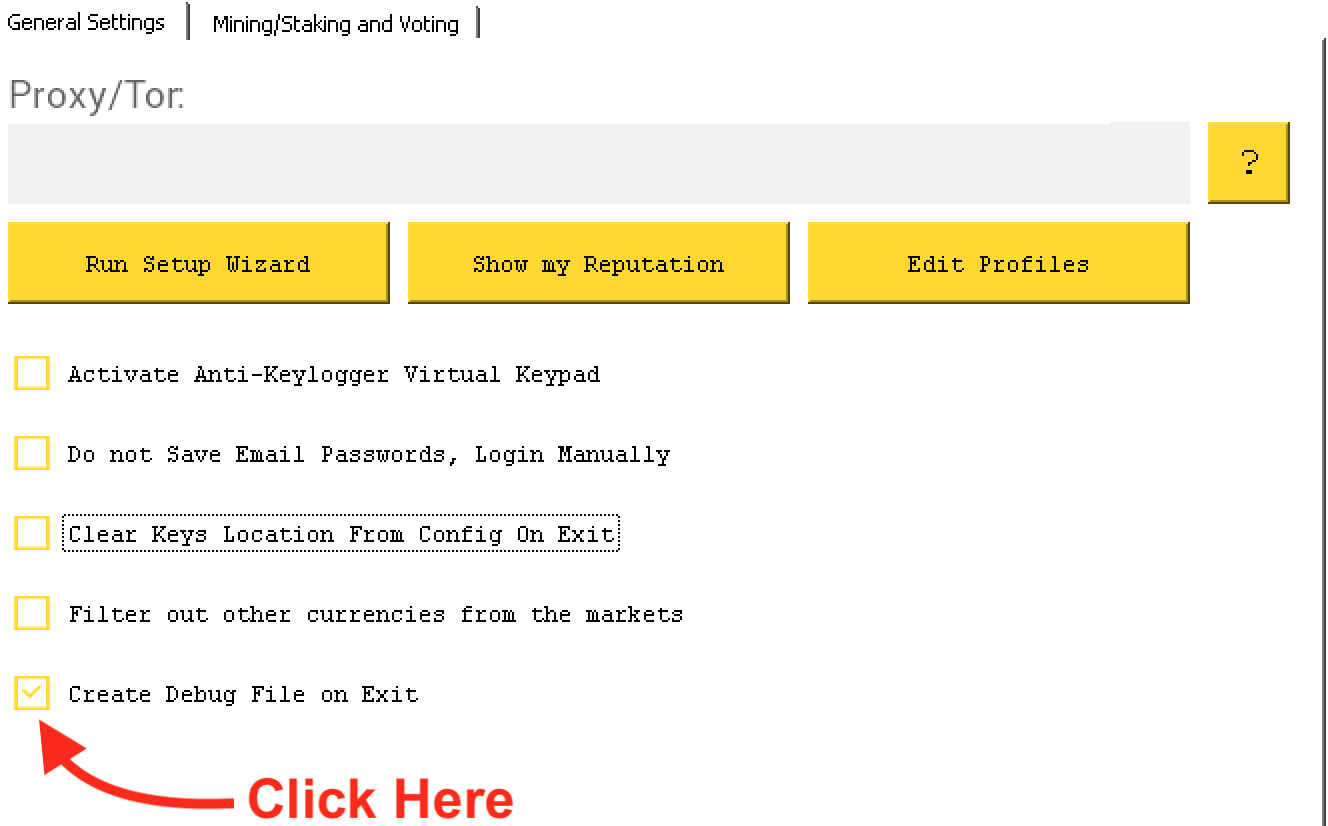 General Settings | Mining/Staking and Voting |
Proxy/Tor:
?
Run Setup Wizard Show my Reputation Edit Profiles
Activate Anti-Keylogger Virtual Keypad
Do not Save Email Passwords, Login Manually
Clear Keys Location From Config On Exit
Filter out other currencies from the markets
Create Debug File on Exit
Click Here